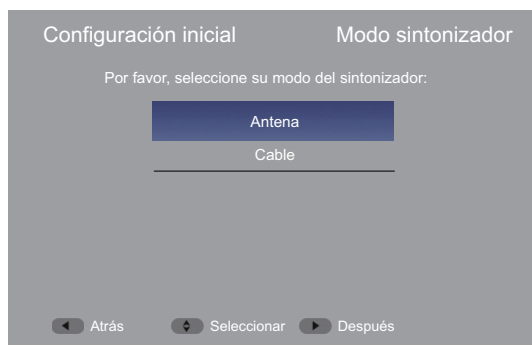 Configuración inicial Modo sintonizador
Por favor, seleccione su modo del sintonizador:
Antena
Cable
Atrás Seleccionar Después